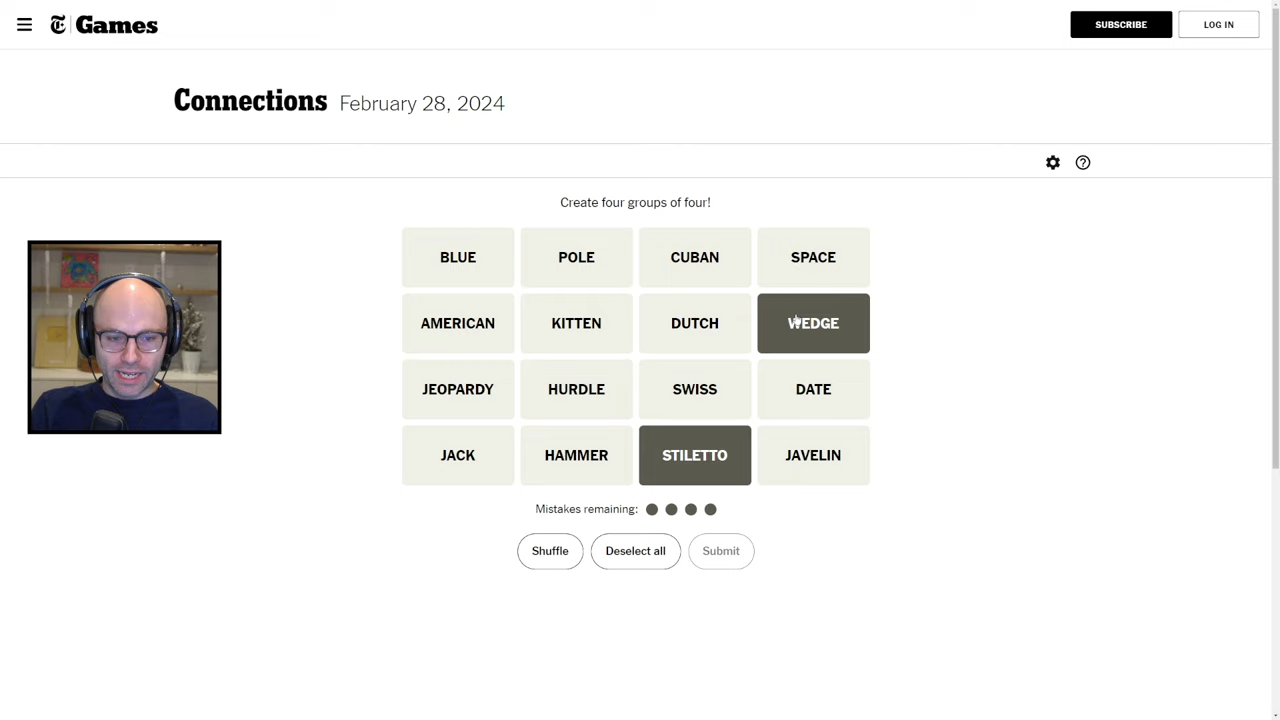 Games
SUBSCRIBE
LOG IN
Connections February 28, 2024
Create four groups of four!
BLUE POLE CUBAN SPACE
AMERICAN KITTEN DUTCH WEDGE
JEOPARDY HURDLE SWISS DATE
JACK HAMMER STILETTO JAVELIN
Mistakes remaining:
Shuffle Deselect all Submit